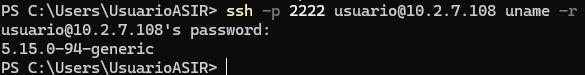 PS C:\Users\UsuarioASIR> ssh -p 2222 usuario@10.2.7.108 uname -r
usuario@10.2.7.108's password:
5.15.0-94-generic
PS C:\Users\UsuarioASIR>